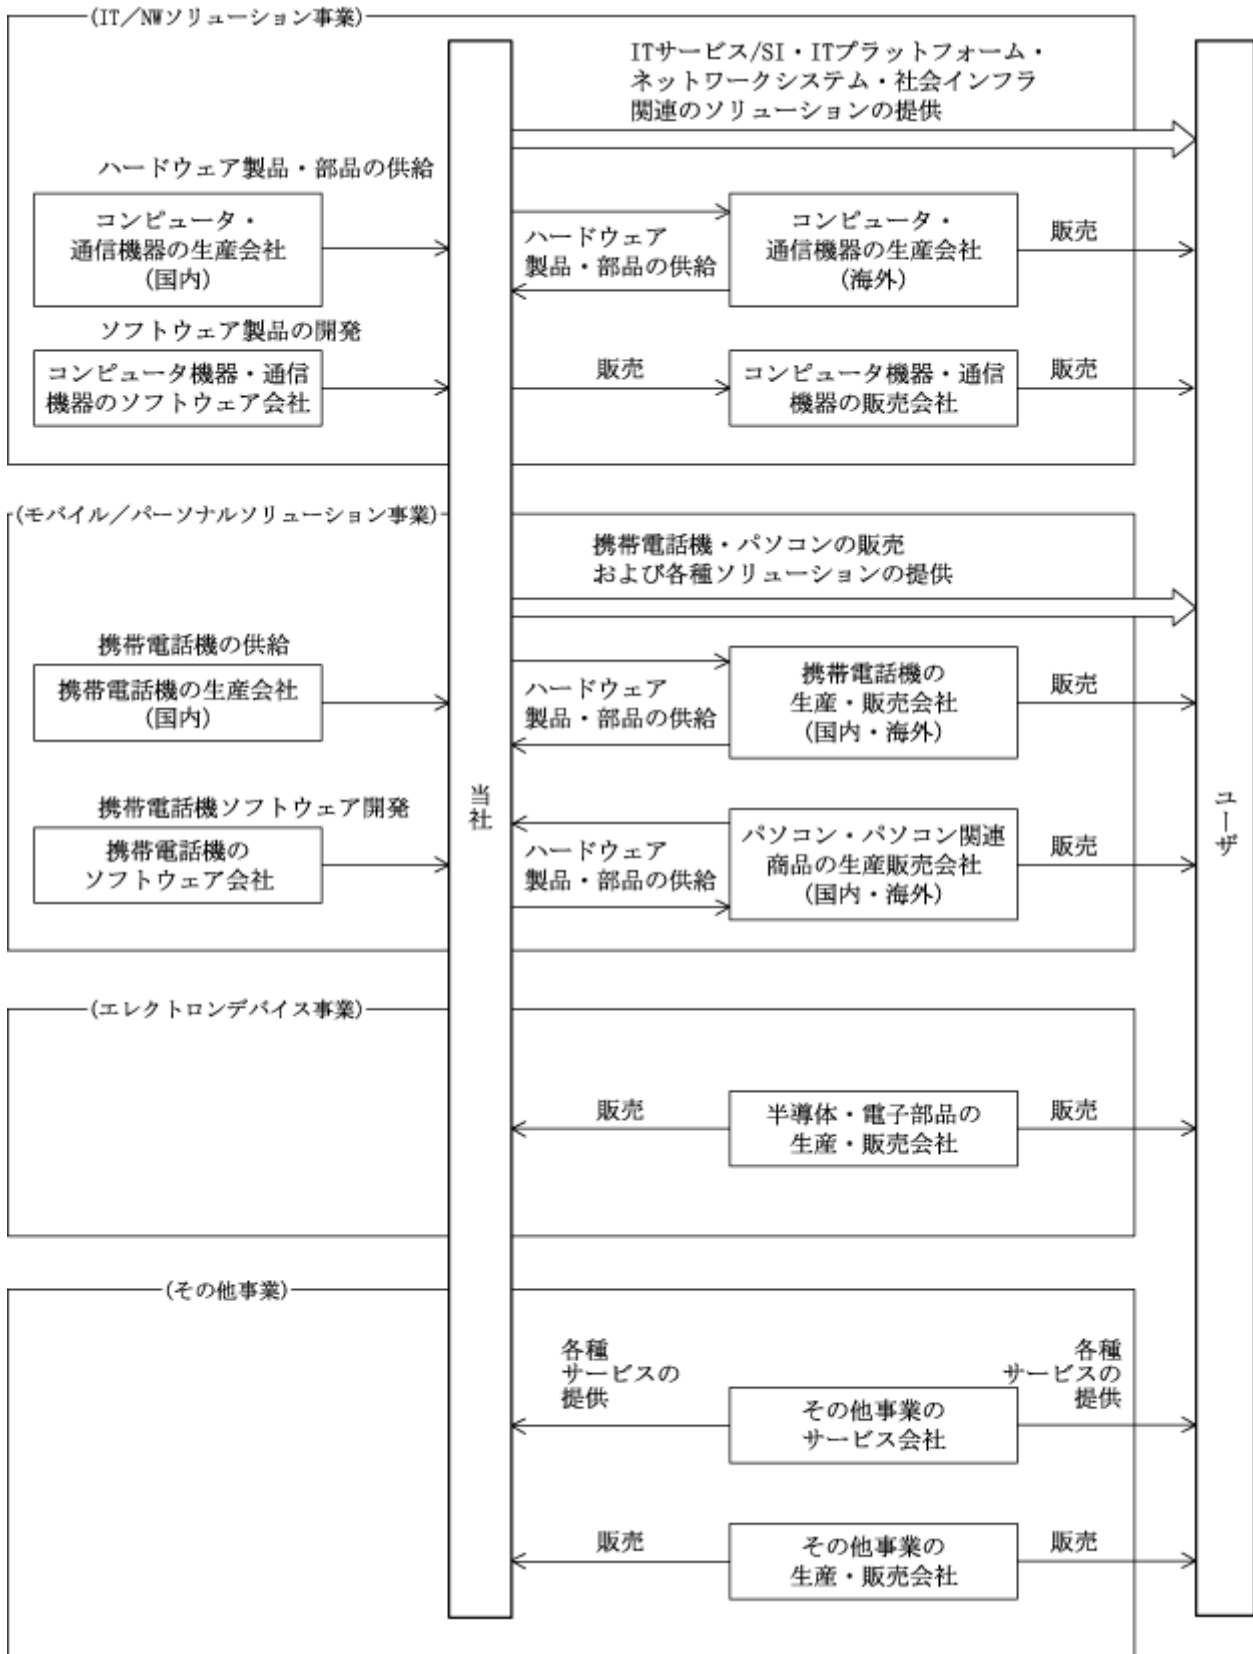 (IT/NWソリューション事業)
ITサービス/SI・ITプラットフォーム・
ネットワークシステム・社会インフラ
関連のソリューションの提供
ハードウェア製品・部品の供給
コンピュータ・
通信機器の生産会社
(国内)
ハードウェア
製品・部品の供給
コンピュータ・
通信機器の生産会社
(海外)
販売
ソフトウェア製品の開発
コンピュータ機器・通信
機器のソフトウェア会社
販売
コンピュータ機器・通信
機器の販売会社
販売
(モバイル/パーソナルソリューション事業)
携帯電話機・パソコンの販売
および各種ソリューションの提供
携帯電話機の供給
携帯電話機の生産会社
(国内)
ハードウェア
製品・部品の供給
携帯電話機の
生産・販売会社
(国内・海外)
販売
当社
ユーザ
携帯電話機ソフトウェア開発
携帯電話機の
ソフトウェア会社
ハードウェア
製品・部品の供給
パソコン・パソコン関連
商品の生産販売会社
(国内・海外)
販売
(エレクトロンデバイス事業)
販売
半導体・電子部品の
生産・販売会社
販売
(その他事業)
各種
サービスの
提供
その他事業の
サービス会社
各種
サービスの
提供
販売
その他事業の
生産・販売会社
販売